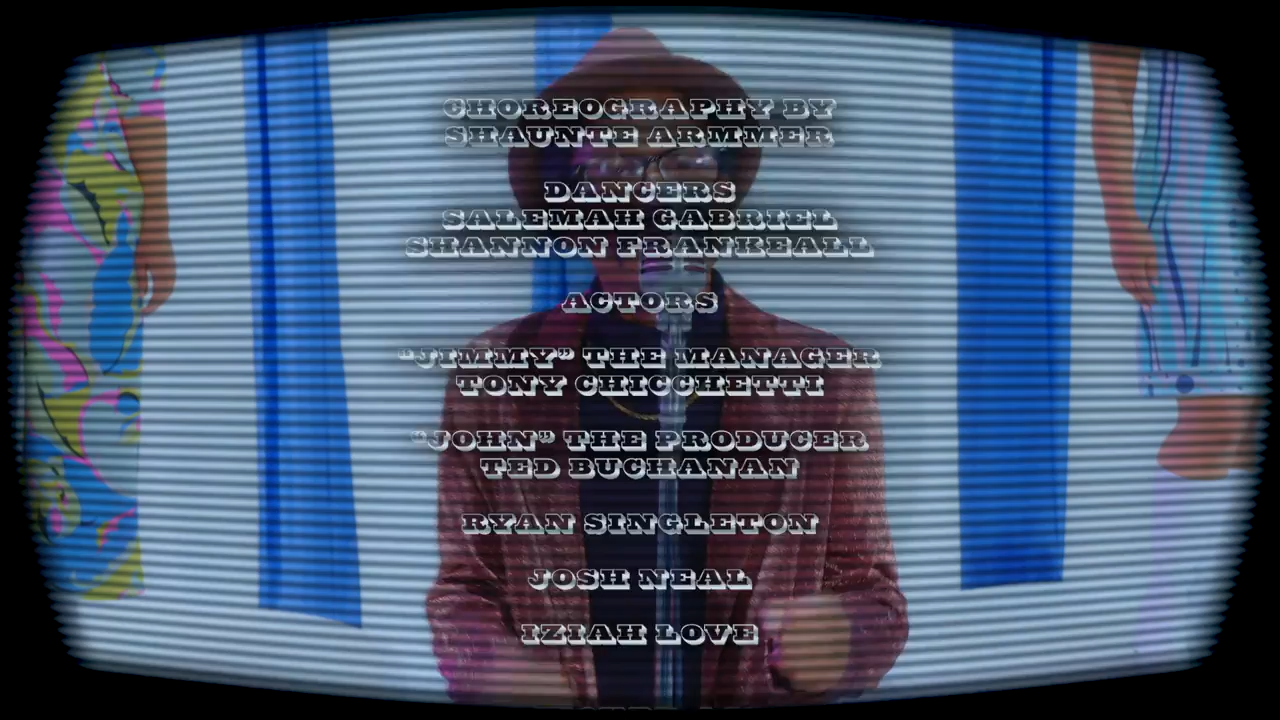 CHOREOGRAPHY BY
SHAUNTE ARMMER
DANCERS
SALEMAH GABRIEL
SHANNON FRANKEALL
ACTORS
“JIMMY” THE MANAGER
TONY CHICCHETTI
“JOHN” THE PRODUCER
TED BUCHANAN
RYAN SINGLETON
JOSH NEAL
IZIAH LOVE